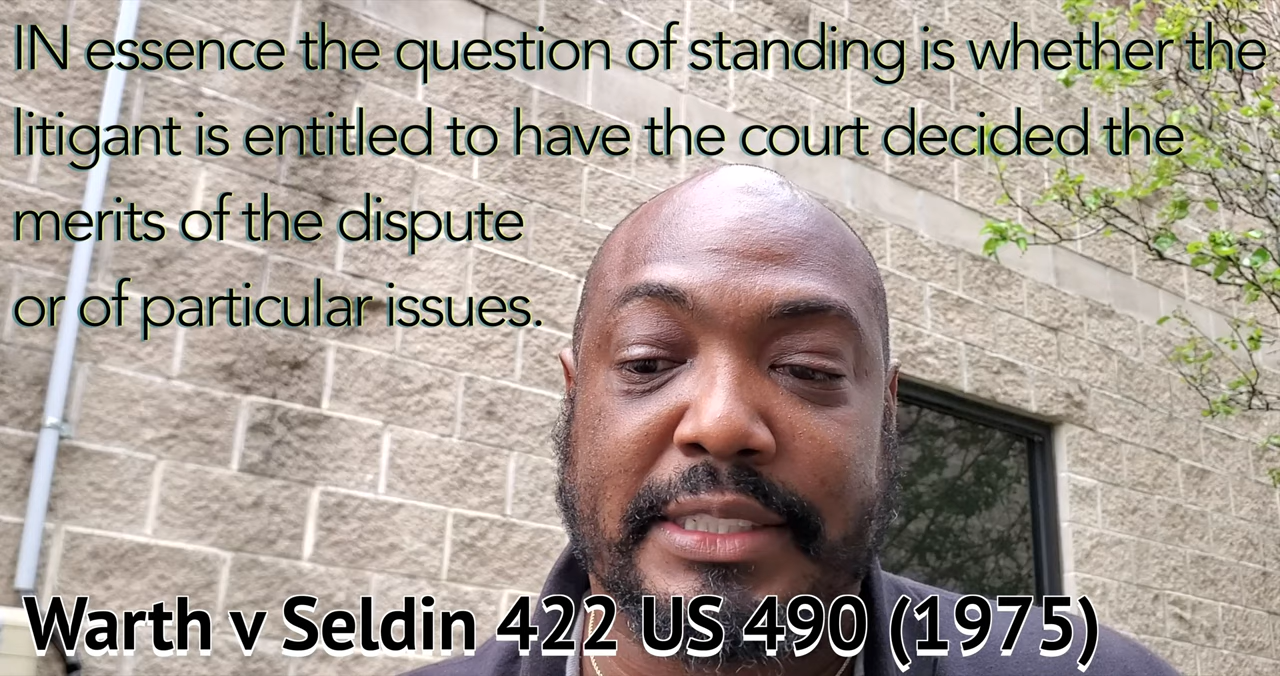 IN essence the question of standing is whether the
litigant is entitled to have the court decided the
merits of the dispute
or of particular issues.
Warth v Seldin 422 US 490 (1975)